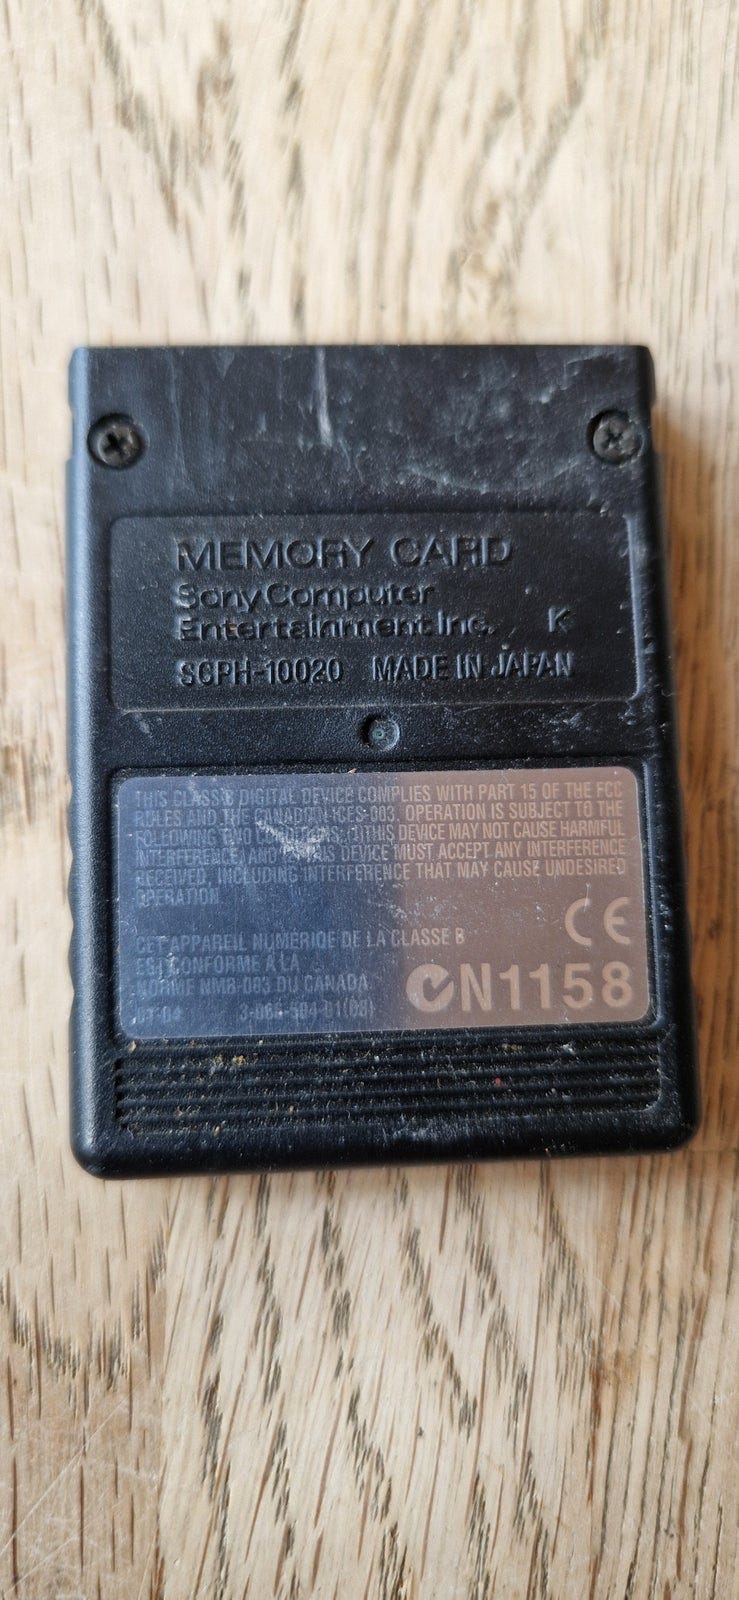 MEMORY CARD
Sony Computer
Entertainment Inc. K
SCPH-10020 MADE IN JAPAN
THIS CLASS B DIGITAL DEVICE COMPLIES WITH PART 15 OF THE FCC
RULES AND THE CANADIAN ICES-003. OPERATION IS SUBJECT TO THE
FOLLOWING TWO CONDITIONS: (1) THIS DEVICE MAY NOT CAUSE HARMFUL
INTERFERENCE, AND (2) THIS DEVICE MUST ACCEPT ANY INTERFERENCE
RECEIVED, INCLUDING INTERFERENCE THAT MAY CAUSE UNDESIRED
OPERATION.
CE
CET APPAREIL NUMERIQE DE LA CLASSE B
EST CONFORME A LA
NORME NMB-003 DU CANADA
N1158